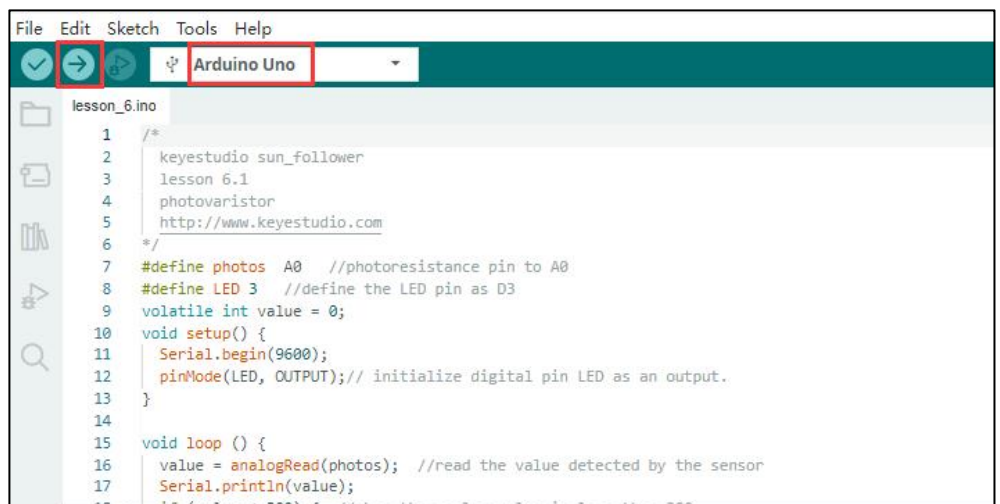 File Edit Sketch Tools Help
Arduino Uno
lesson_6.ino
1 /*
2 keyestudio sun_follower
3 lesson 6.1
4 photovaristor
5 http://www.keyestudio.com
6 */
7 #define photos A0 //photoresistance pin to A0
8 #define LED 3 //define the LED pin as D3
9 volatile int value = 0;
10 void setup() {
11 Serial.begin(9600);
12 pinMode(LED, OUTPUT);// initialize digital pin LED as an output.
13 }
14
15 void loop () {
16 value = analogRead(photos); //read the value detected by the sensor
17 Serial.println(value);